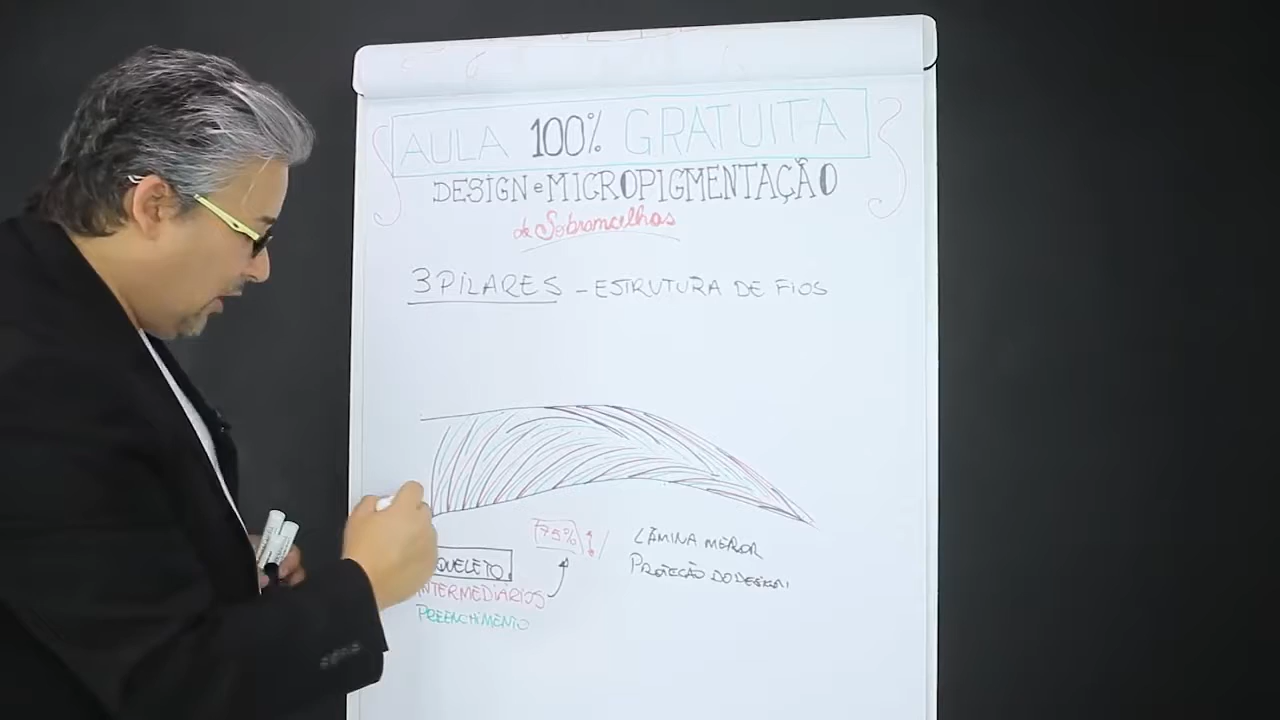 AULA 100% GRATUITA
DESIGN e MICROPIGMENTAÇÃO
de Sobrancelhas
3 PILARES - ESTRUTURA DE FIOS
75%
LÂMINA MENOR
QUELETO
PROTEÇÃO DO DESIGN
INTERMEDIÁRIOS
PREENCHIMENTO